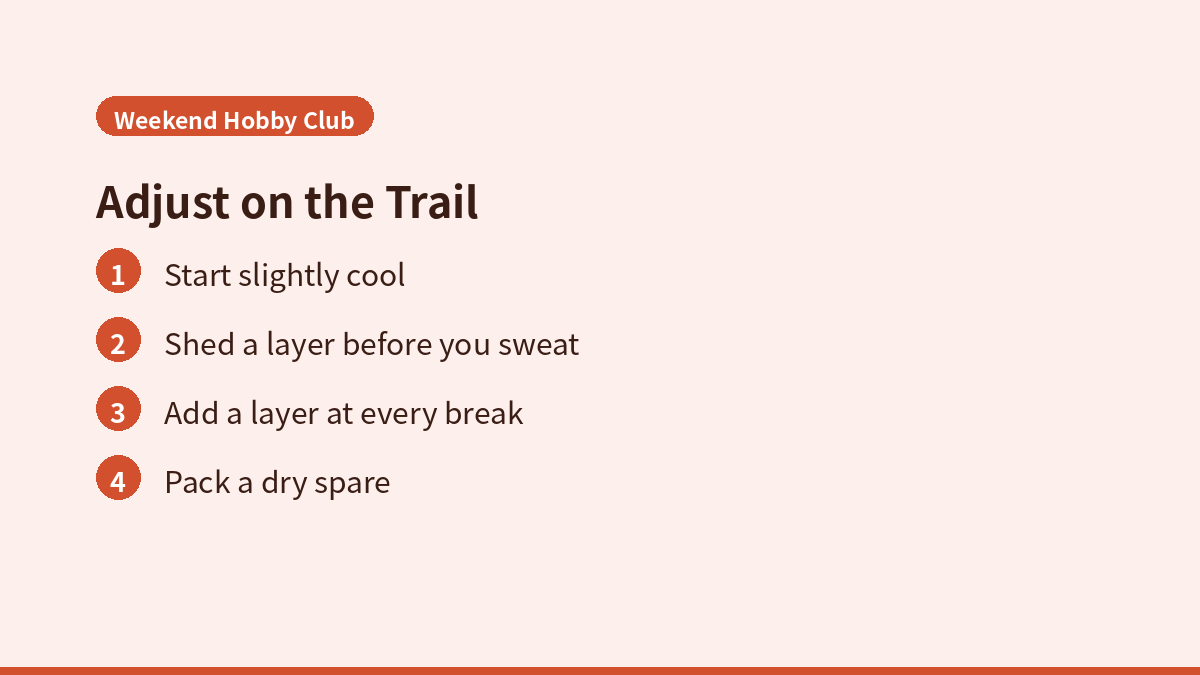 Weekend Hobby Club
Adjust on the Trail
1 Start slightly cool
2 Shed a layer before you sweat
3 Add a layer at every break
4 Pack a dry spare